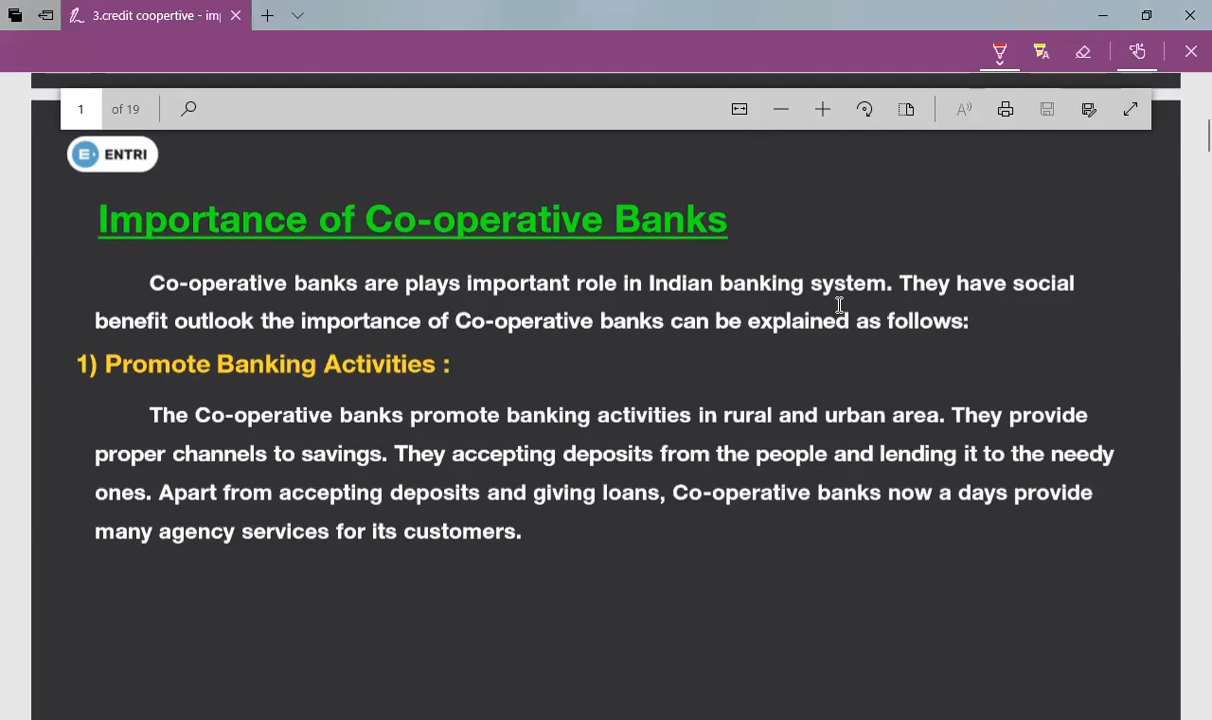 3.credit coopertive - im
1 of 19
ENTRI
Importance of Co-operative Banks
Co-operative banks are plays important role in Indian banking system. They have social
benefit outlook the importance of Co-operative banks can be explained as follows:
1) Promote Banking Activities :
The Co-operative banks promote banking activities in rural and urban area. They provide
proper channels to savings. They accepting deposits from the people and lending it to the needy
ones. Apart from accepting deposits and giving loans, Co-operative banks now a days provide
many agency services for its customers.